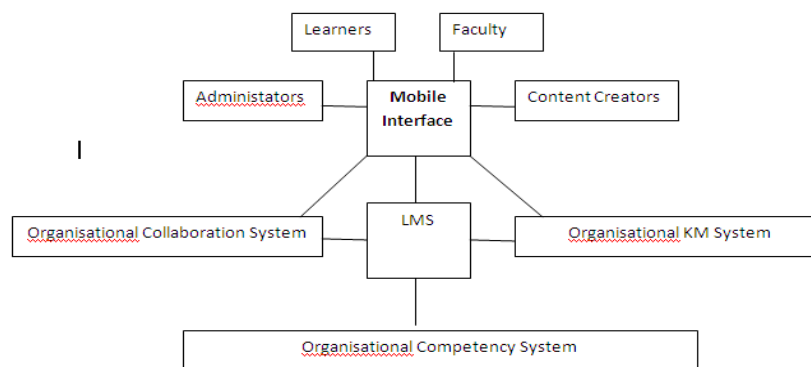 Learners
Faculty
Administators
Mobile
Interface
Content Creators
Organisational Collaboration System
LMS
Organisational KM System
Organisational Competency System